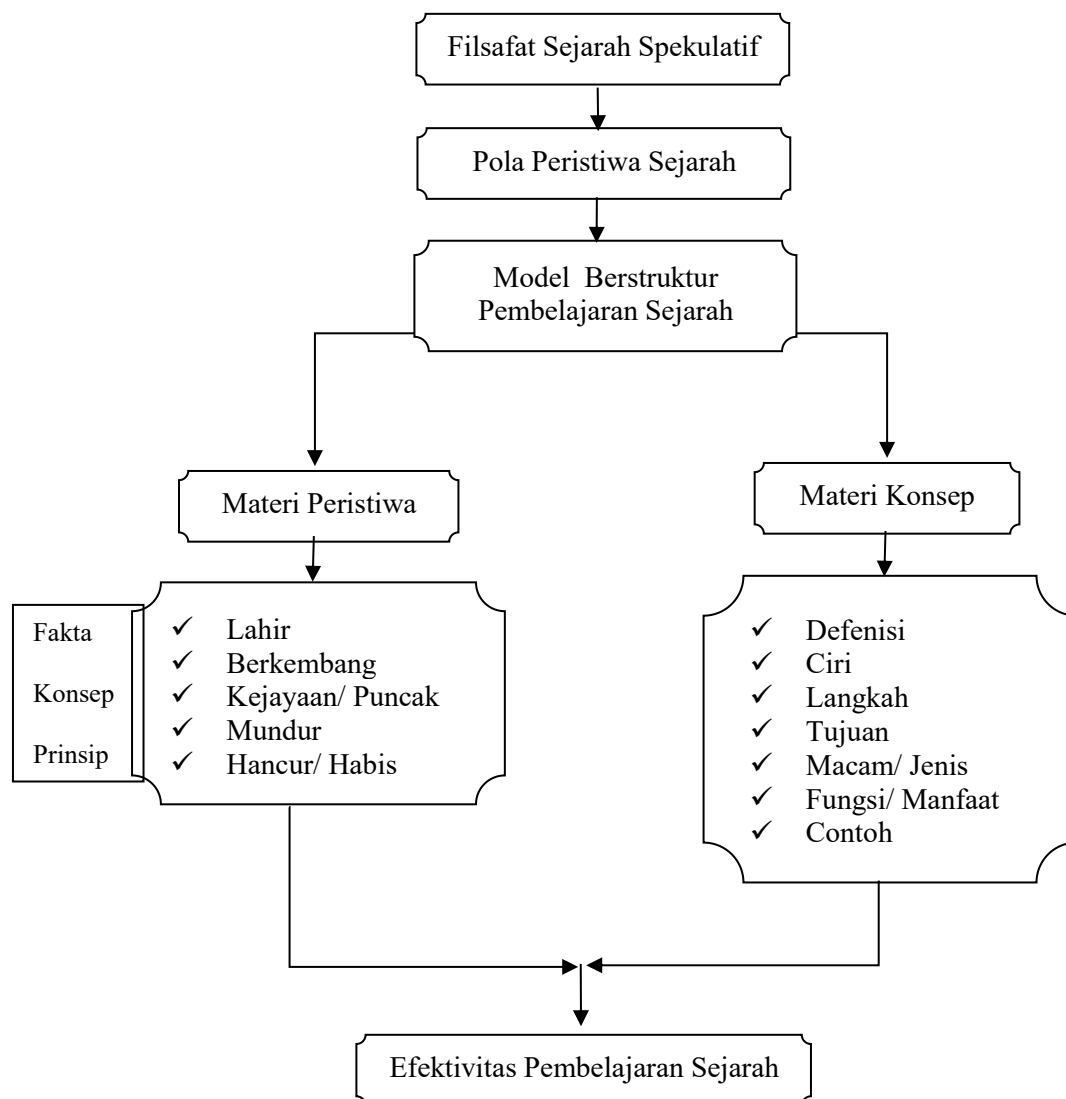 Filsafat Sejarah Spekulatif
Pola Peristiwa Sejarah
Model Berstruktur
Pembelajaran Sejarah
Materi Peristiwa
Materi Konsep
Fakta
Konsep
Prinsip
✓ Lahir
✓ Berkembang
✓ Kejayaan/ Puncak
✓ Mundur
✓ Hancur/ Habis
✓ Defenisi
✓ Ciri
✓ Langkah
✓ Tujuan
✓ Macam/ Jenis
✓ Fungsi/ Manfaat
✓ Contoh
Efektivitas Pembelajaran Sejarah